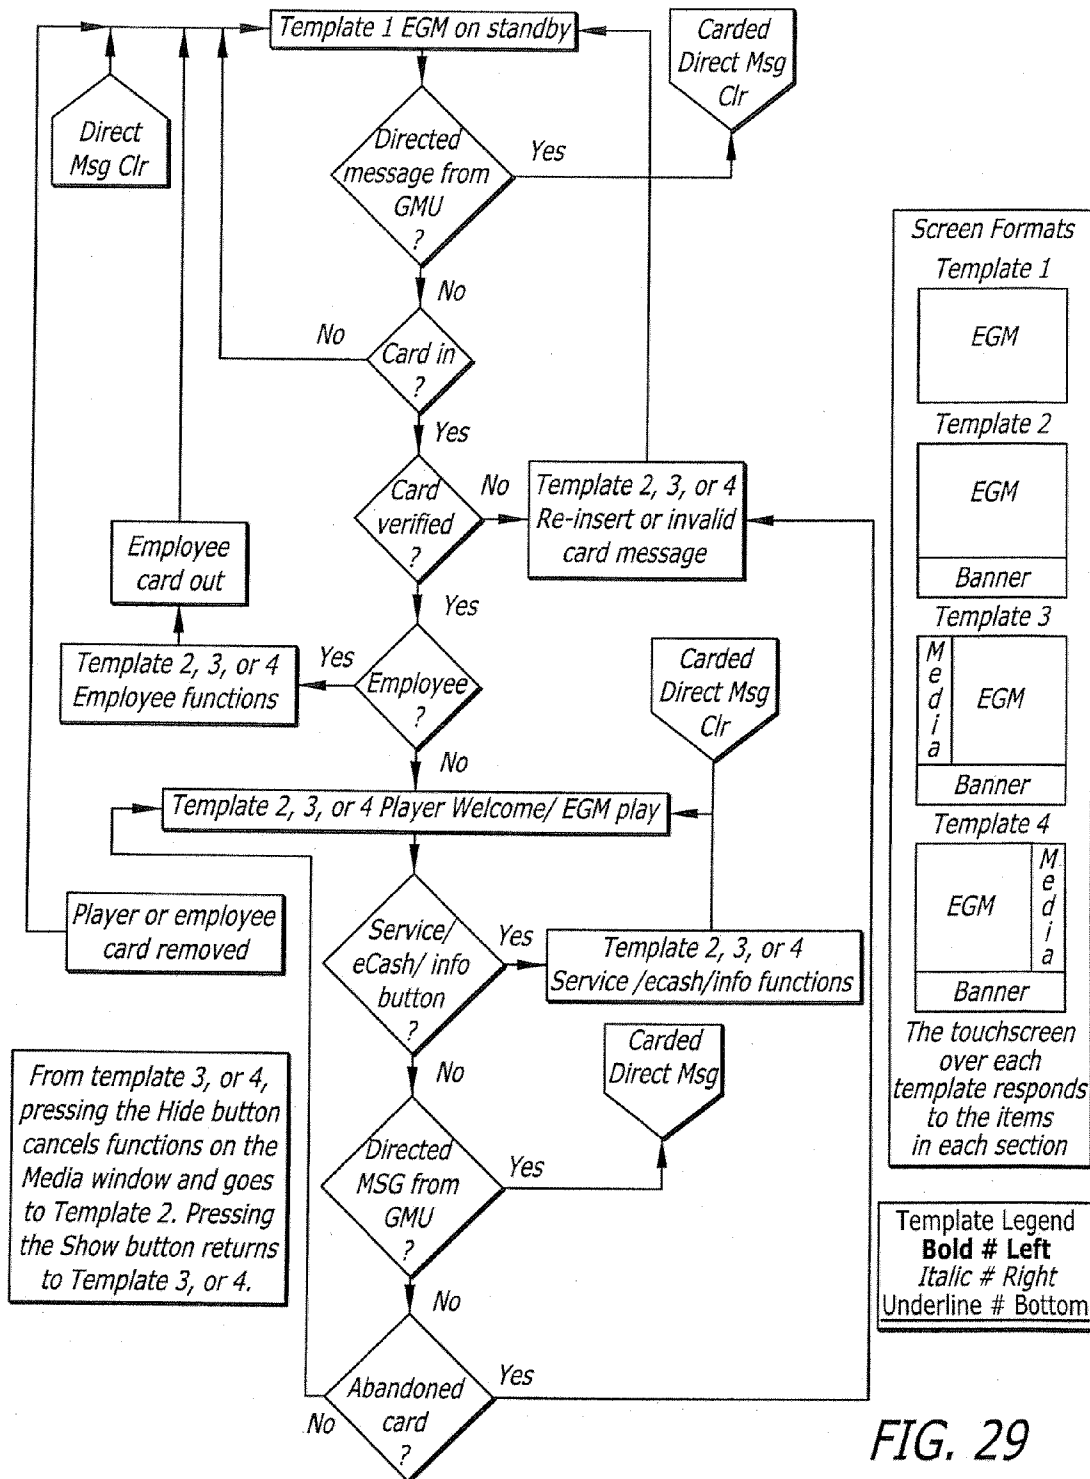 Template 1 EGM on standby
Carded
Direct Msg
Clr
Direct
Msg Clr
Directed
message from
GMU
?
Yes
No
Card in
?
No
Yes
Card
verified
?
No
Template 2, 3, or 4
Re-insert or invalid
card message
Yes
Employee
card out
Template 2, 3, or 4
Employee functions
Yes
Employee
?
Carded
Direct Msg
Clr
No
Template 2, 3, or 4 Player Welcome/ EGM play
Player or employee
card removed
Service/
eCash/ info
button
?
Yes
Template 2, 3, or 4
Service /ecash/info functions
No
Carded
Direct Msg
From template 3, or 4,
pressing the Hide button
cancels functions on the
Media window and goes
to Template 2. Pressing
the Show button returns
to Template 3, or 4.
Directed
MSG from
GMU
?
Yes
No
Abandoned
card
?
Yes
No
Screen Formats
Template 1
EGM
Template 2
EGM
Banner
Template 3
Media
EGM
Banner
Template 4
EGM
Media
Banner
The touchscreen
over each
template responds
to the items
in each section
Template Legend
Bold # Left
Italic # Right
Underline # Bottom
FIG. 29